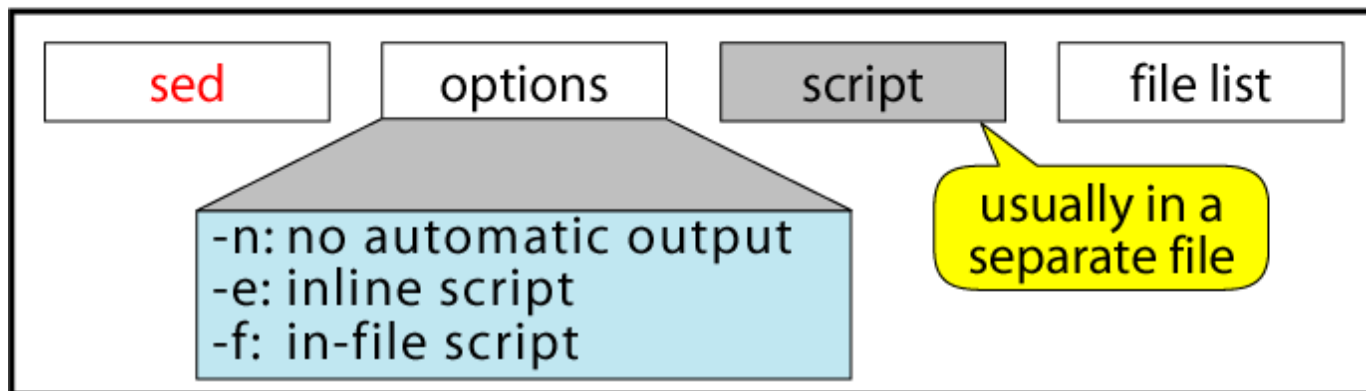 sed options script file list
usually in a
separate file
-n: no automatic output
-e: inline script
-f: in-file script